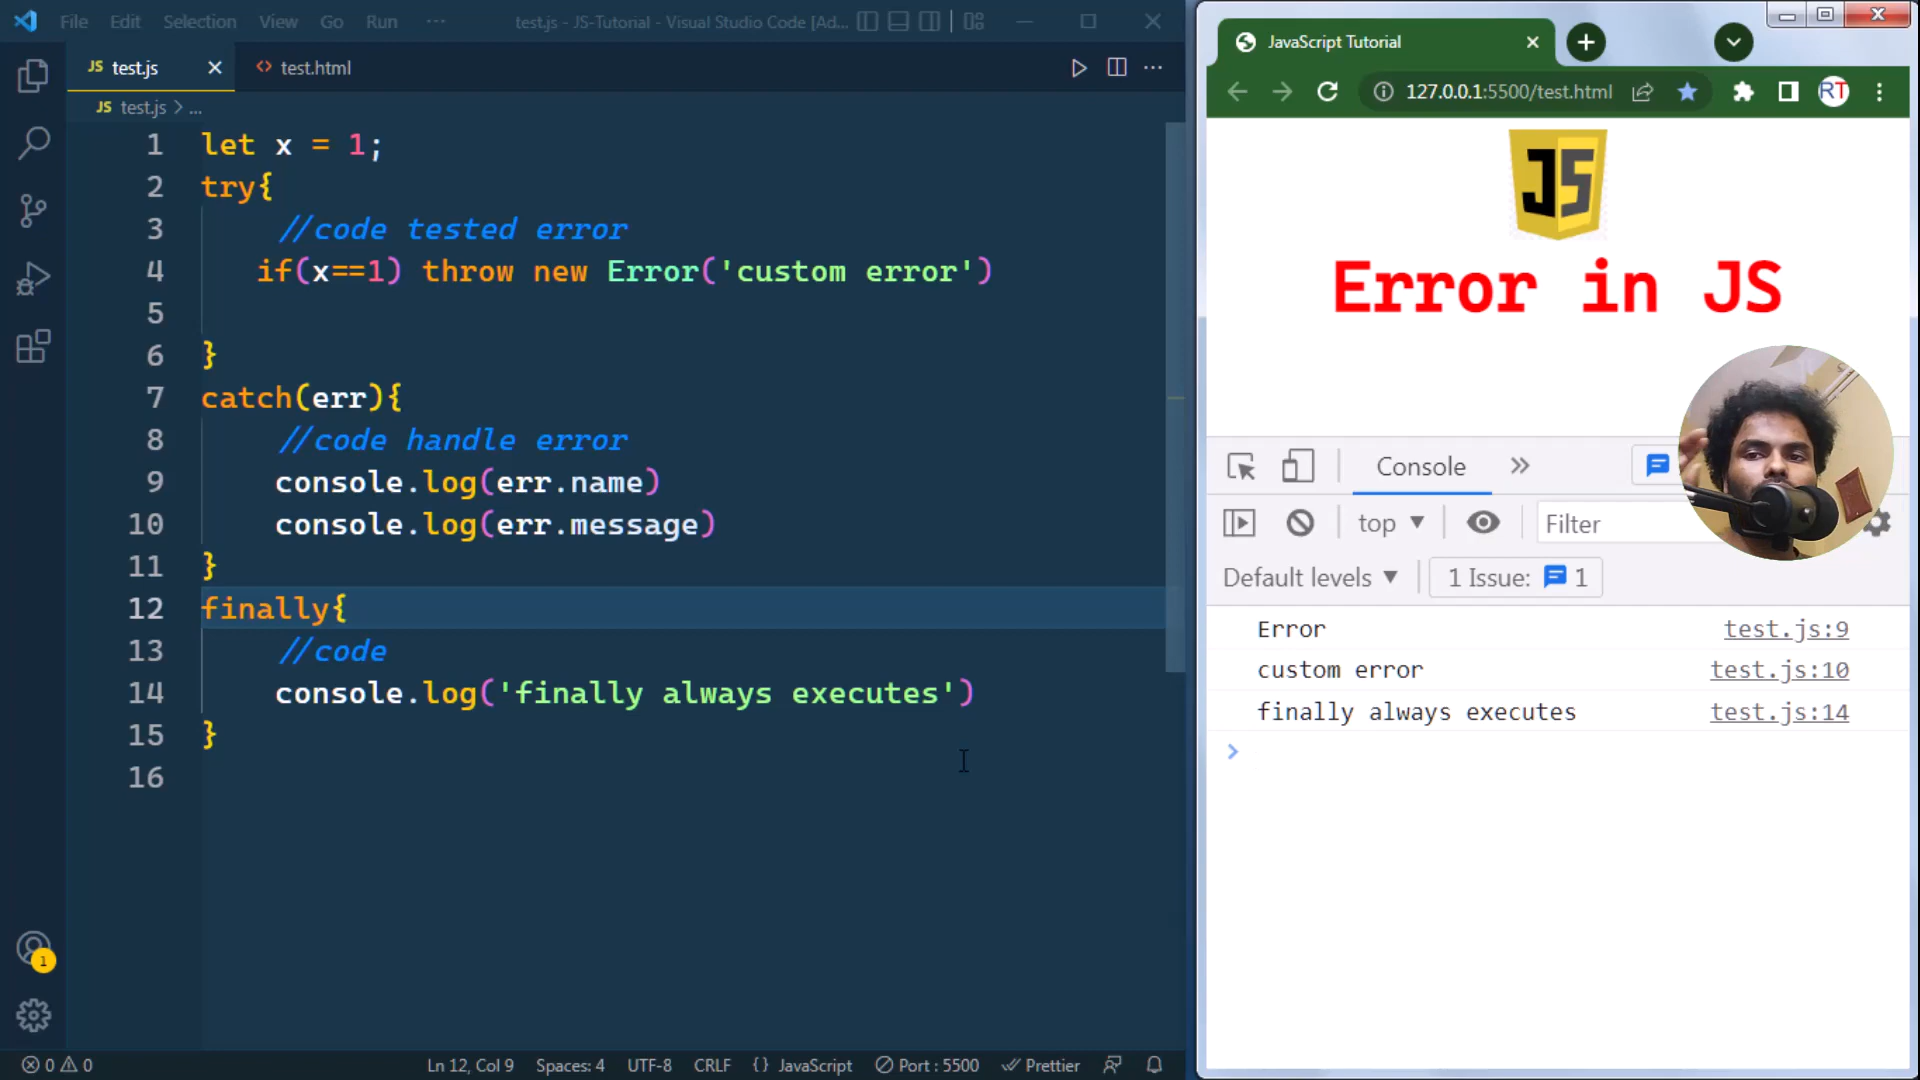 File Edit Selection View Go Run ··· test.js - JS-Tutorial - Visual Studio Code [Ad...
JS test.js test.html
JS test.js > ...
1 let x = 1;
2 try{
3 //code tested error
4 if(x==1) throw new Error('custom error')
5
6 }
7 catch(err){
8 //code handle error
9 console.log(err.name)
10 console.log(err.message)
11 }
12 finally{
13 //code
14 console.log('finally always executes')
15 }
16
1
0 0 Ln 12, Col 9 Spaces: 4 UTF-8 CRLF {} JavaScript Port : 5500 Prettier
JavaScript Tutorial
127.0.0.1:5500/test.html RT
JS
Error in JS
Console
top Filter
Default levels 1 Issue: 1
Error test.js:9
custom error test.js:10
finally always executes test.js:14